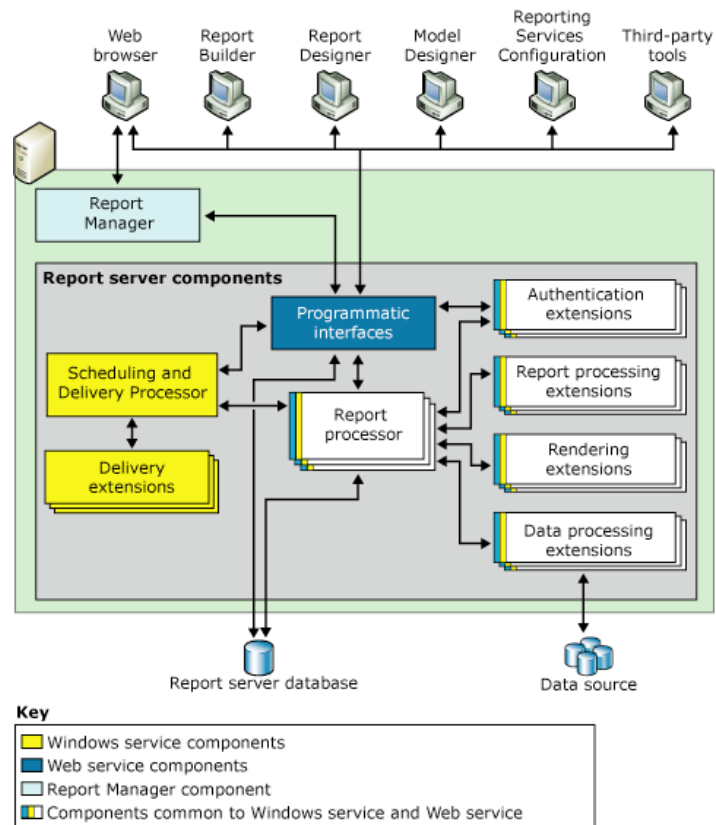 Web
browser
Report
Builder
Report
Designer
Model
Designer
Reporting
Services
Configuration
Third-party
tools
Report
Manager
Report server components
Programmatic
interfaces
Authentication
extensions
Scheduling and
Delivery Processor
Report processing
extensions
Report
processor
Delivery
extensions
Rendering
extensions
Data processing
extensions
Report server database
Data source
Key
Windows service components
Web service components
Report Manager component
Components common to Windows service and Web service